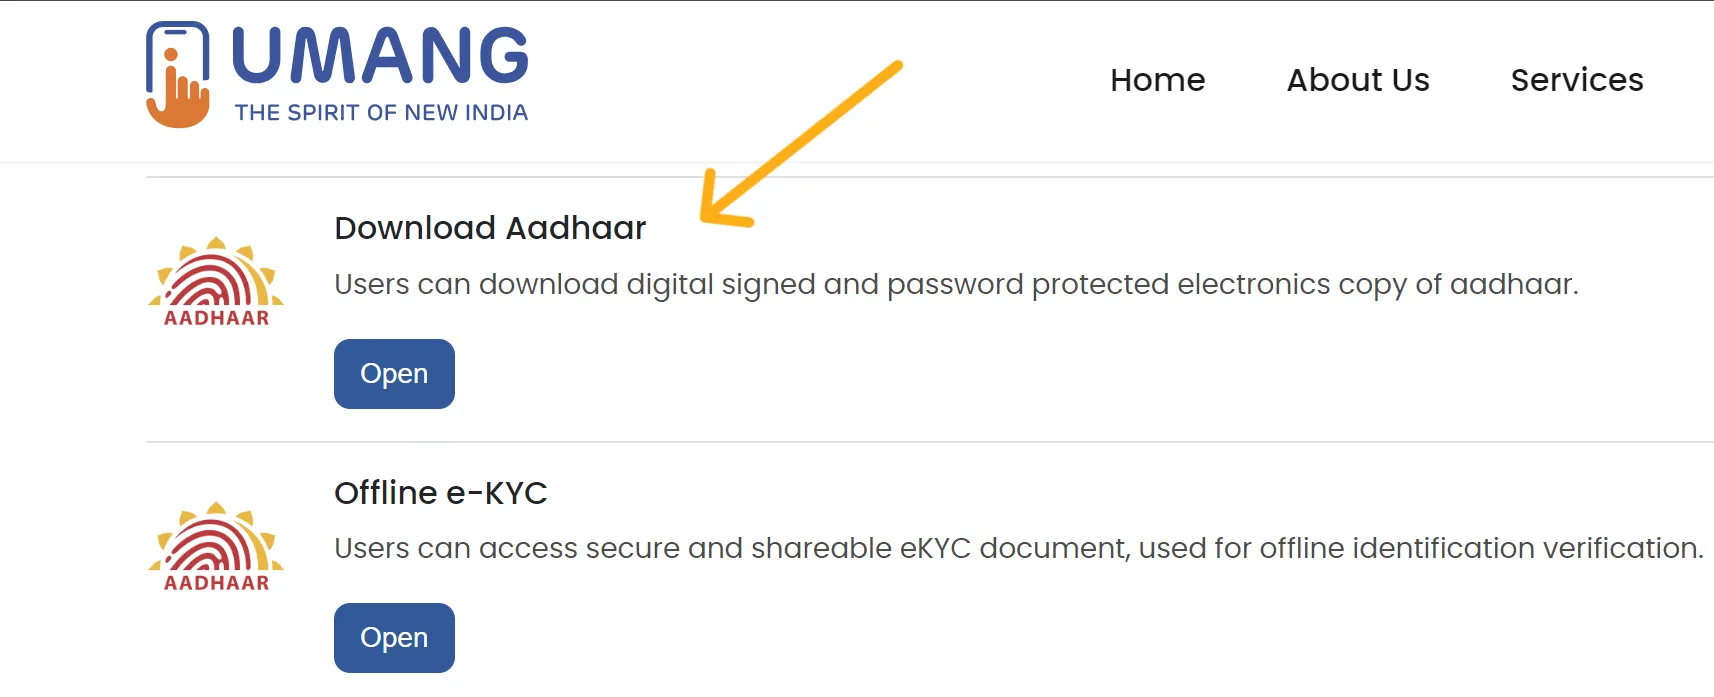 UMANG
THE SPIRIT OF NEW INDIA
Home About Us Services
Download Aadhaar
Users can download digital signed and password protected electronics copy of aadhaar.
AADHAAR
Open
Offline e-KYC
Users can access secure and shareable eKYC document, used for offline identification verification.
AADHAAR
Open